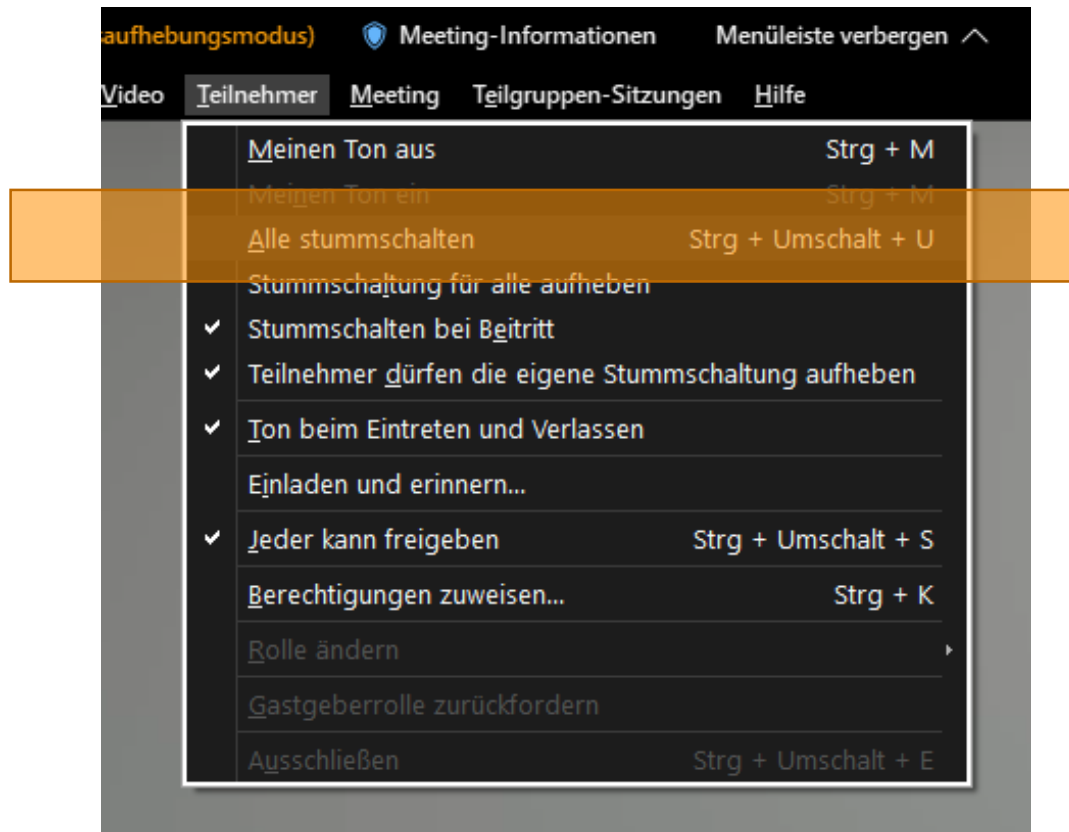 saufhebungsmodus) Meeting-Informationen Menüleiste verbergen
Video Teilnehmer Meeting Teilgruppen-Sitzungen Hilfe
Meinen Ton aus Strg + M
Meinen Ton ein Strg + M
Alle stummschalten Strg + Umschalt + U
Stummschaltung für alle aufheben
Stummschalten bei Beitritt
Teilnehmer dürfen die eigene Stummschaltung aufheben
Ton beim Eintreten und Verlassen
Einladen und erinnern...
Jeder kann freigeben Strg + Umschalt + S
Berechtigungen zuweisen... Strg + K
Rolle ändern
Gastgeberrolle zurückfordern
Ausschließen Strg + Umschalt + E